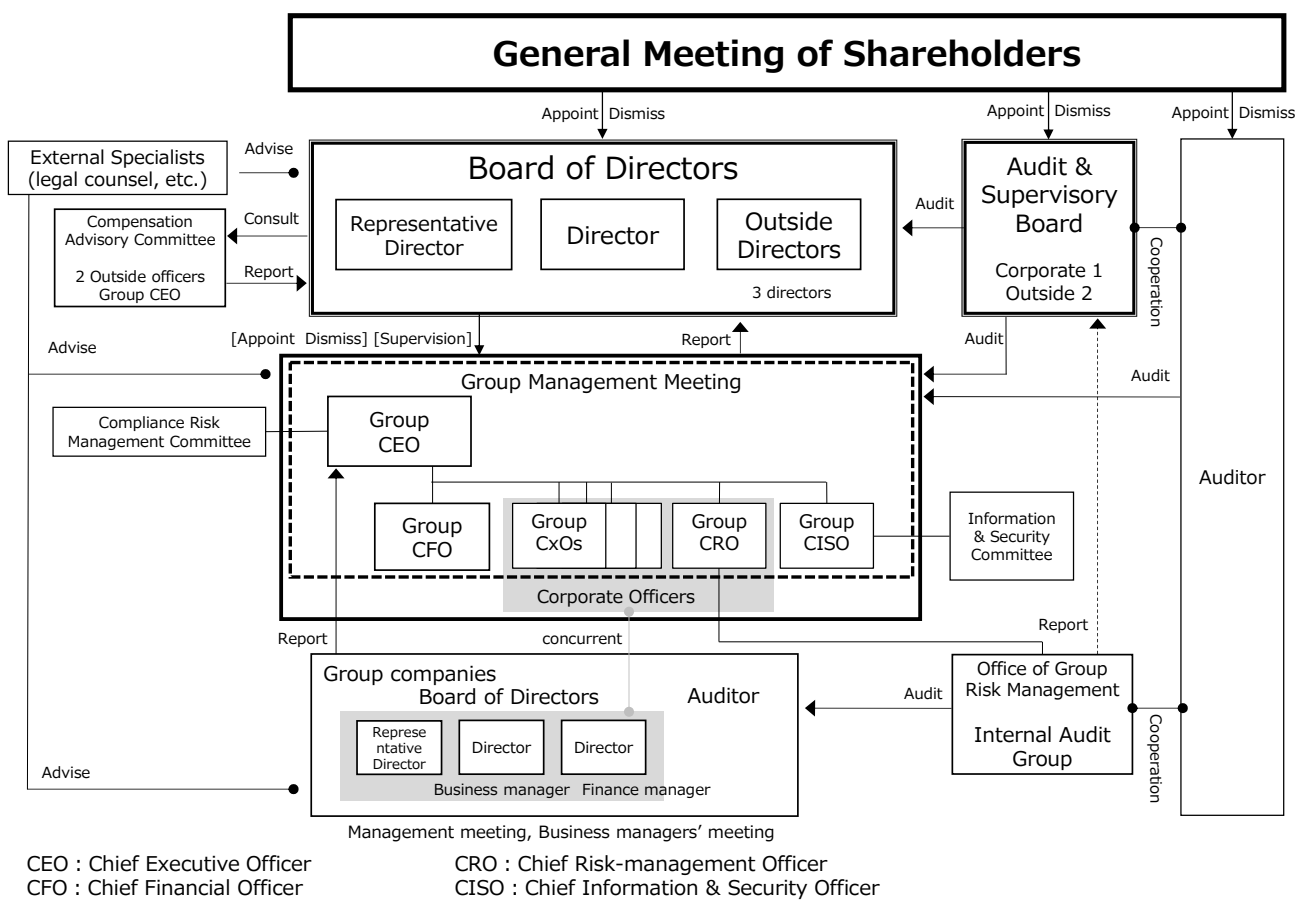 General Meeting of Shareholders
Appoint Dismiss
Appoint Dismiss
Appoint Dismiss
External Specialists
(legal counsel, etc.)
Advise
Board of Directors
Representative
Director
Director
Outside
Directors
3 directors
Audit &
Supervisory
Board
Corporate 1
Outside 2
Audit
Cooperation
Compensation
Advisory Committee
2 Outside officers
Group CEO
Consult
Report
[Appoint Dismiss] [Supervision]
Report
Audit
Audit
Advise
Group Management Meeting
Group
CEO
Compliance Risk
Management Committee
Group
CFO
Group
CxOs
Group
CRO
Group
CISO
Information
& Security
Committee
Auditor
Corporate Officers
Report
concurrent
Report
Group companies
Board of Directors
Auditor
Represe
ntative
Director
Director
Director
Business manager
Finance manager
Audit
Office of Group
Risk Management
Internal Audit
Group
Cooperation
Advise
Management meeting, Business managers’ meeting
CEO : Chief Executive Officer
CRO : Chief Risk-management Officer
CFO : Chief Financial Officer
CISO : Chief Information & Security Officer